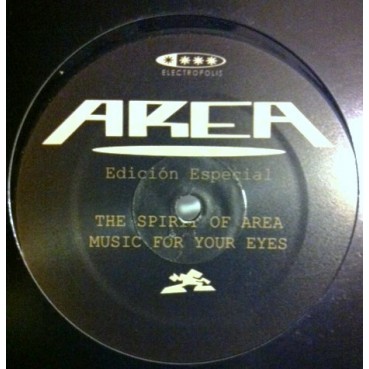 ELECTROPOLIS
AREA
Edición Especial
THE SPIRIT OF AREA
MUSIC FOR YOUR EYES